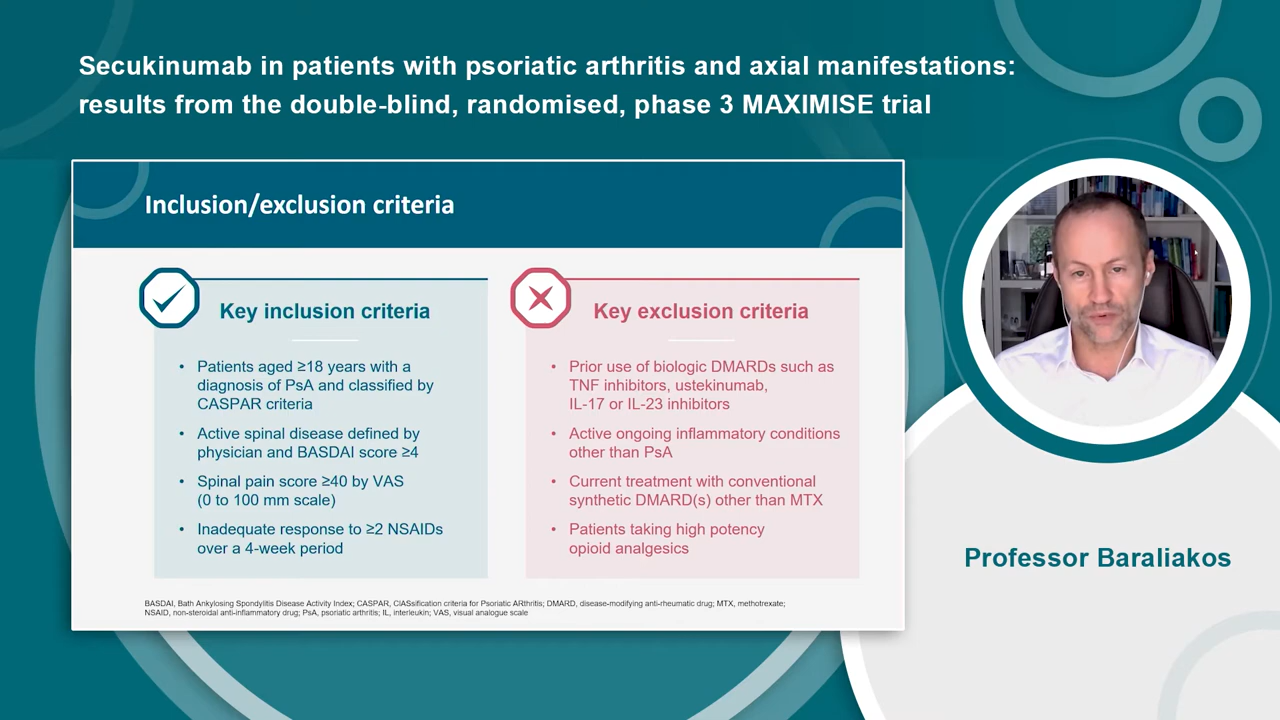 Secukinumab in patients with psoriatic arthritis and axial manifestations:
results from the double-blind, randomised, phase 3 MAXIMISE trial
Inclusion/exclusion criteria
Key inclusion criteria
• Patients aged ≥18 years with a
diagnosis of PsA and classified by
CASPAR criteria
• Active spinal disease defined by
physician and BASDAI score ≥4
• Spinal pain score ≥40 by VAS
(0 to 100 mm scale)
• Inadequate response to ≥2 NSAIDs
over a 4-week period
Key exclusion criteria
• Prior use of biologic DMARDs such as
TNF inhibitors, ustekinumab,
IL-17 or IL-23 inhibitors
• Active ongoing inflammatory conditions
other than PsA
• Current treatment with conventional
synthetic DMARD(s) other than MTX
• Patients taking high potency
opioid analgesics
BASDAI, Bath Ankylosing Spondylitis Disease Activity Index; CASPAR, ClASsification criteria for Psoriatic ARthritis; DMARD, disease-modifying anti-rheumatic drug; MTX, methotrexate;
NSAID, non-steroidal anti-inflammatory drug; PsA, psoriatic arthritis; IL, interleukin; VAS, visual analogue scale
Professor Baraliakos